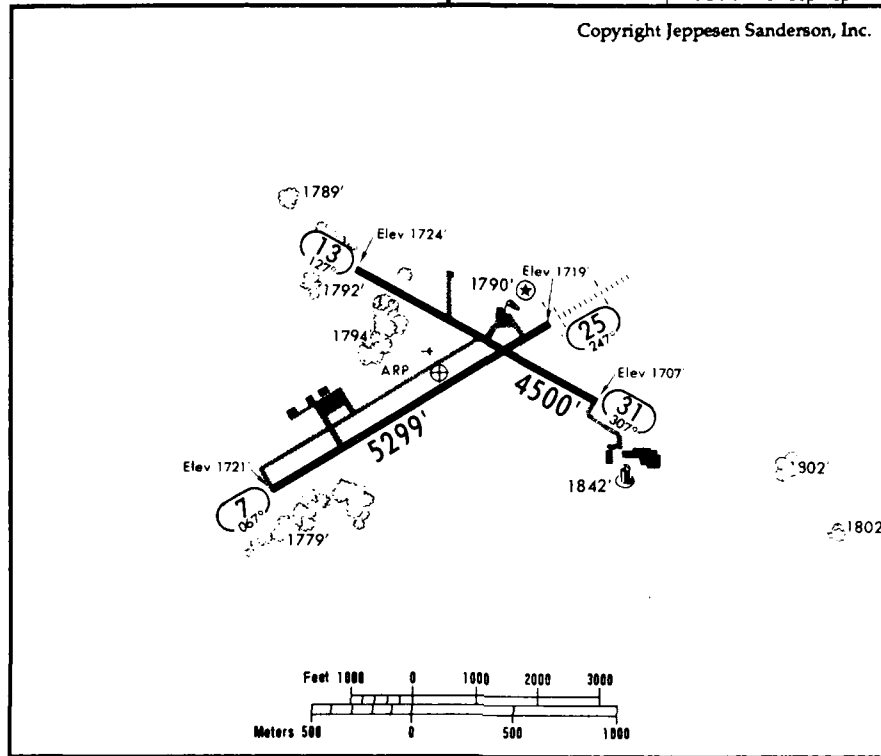 Copyright Jeppesen Sanderson, Inc.
1789'
Elev 1724'
13
127°
1792'
1790'
Elev 1719'
25
247°
1794'
ARP
Elev 1707'
4500'
31
307°
5299'
Elev 1721'
7
067°
1842'
1779'
1802'
Feet 1000 0 1000 2000 3000
Meters 500 0 500 1000